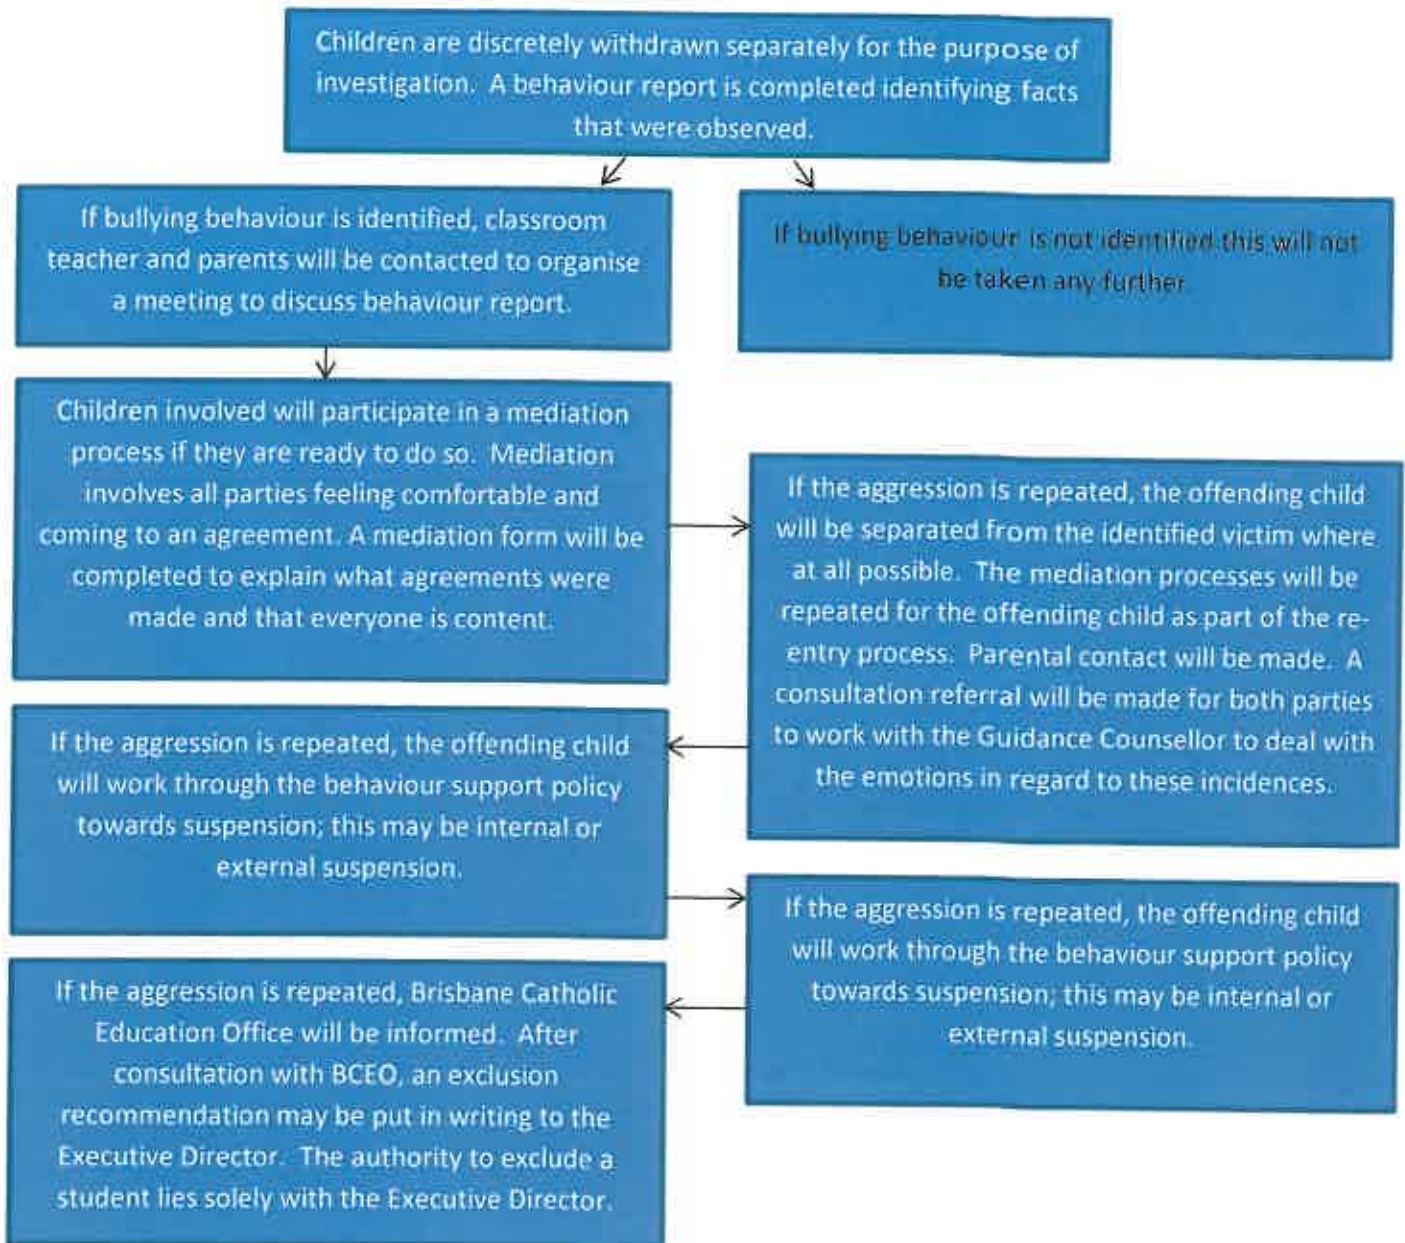 Children are discretely withdrawn separately for the purpose of
investigation. A behaviour report is completed identifying facts
that were observed.
If bullying behaviour is identified, classroom
teacher and parents will be contacted to organise
a meeting to discuss behaviour report.
If bullying behaviour is not identified this will not
be taken any further.
Children involved will participate in a mediation
process if they are ready to do so. Mediation
involves all parties feeling comfortable and
coming to an agreement. A mediation form will be
completed to explain what agreements were
made and that everyone is content.
If the aggression is repeated, the offending child
will be separated from the identified victim where
at all possible. The mediation processes will be
repeated for the offending child as part of the re-
entry process. Parental contact will be made. A
consultation referral will be made for both parties
to work with the Guidance Counsellor to deal with
the emotions in regard to these incidences.
If the aggression is repeated, the offending child
will work through the behaviour support policy
towards suspension; this may be internal or
external suspension.
If the aggression is repeated, the offending child
will work through the behaviour support policy
towards suspension; this may be internal or
external suspension.
If the aggression is repeated, Brisbane Catholic
Education Office will be informed. After
consultation with BCEO, an exclusion
recommendation may be put in writing to the
Executive Director. The authority to exclude a
student lies solely with the Executive Director.